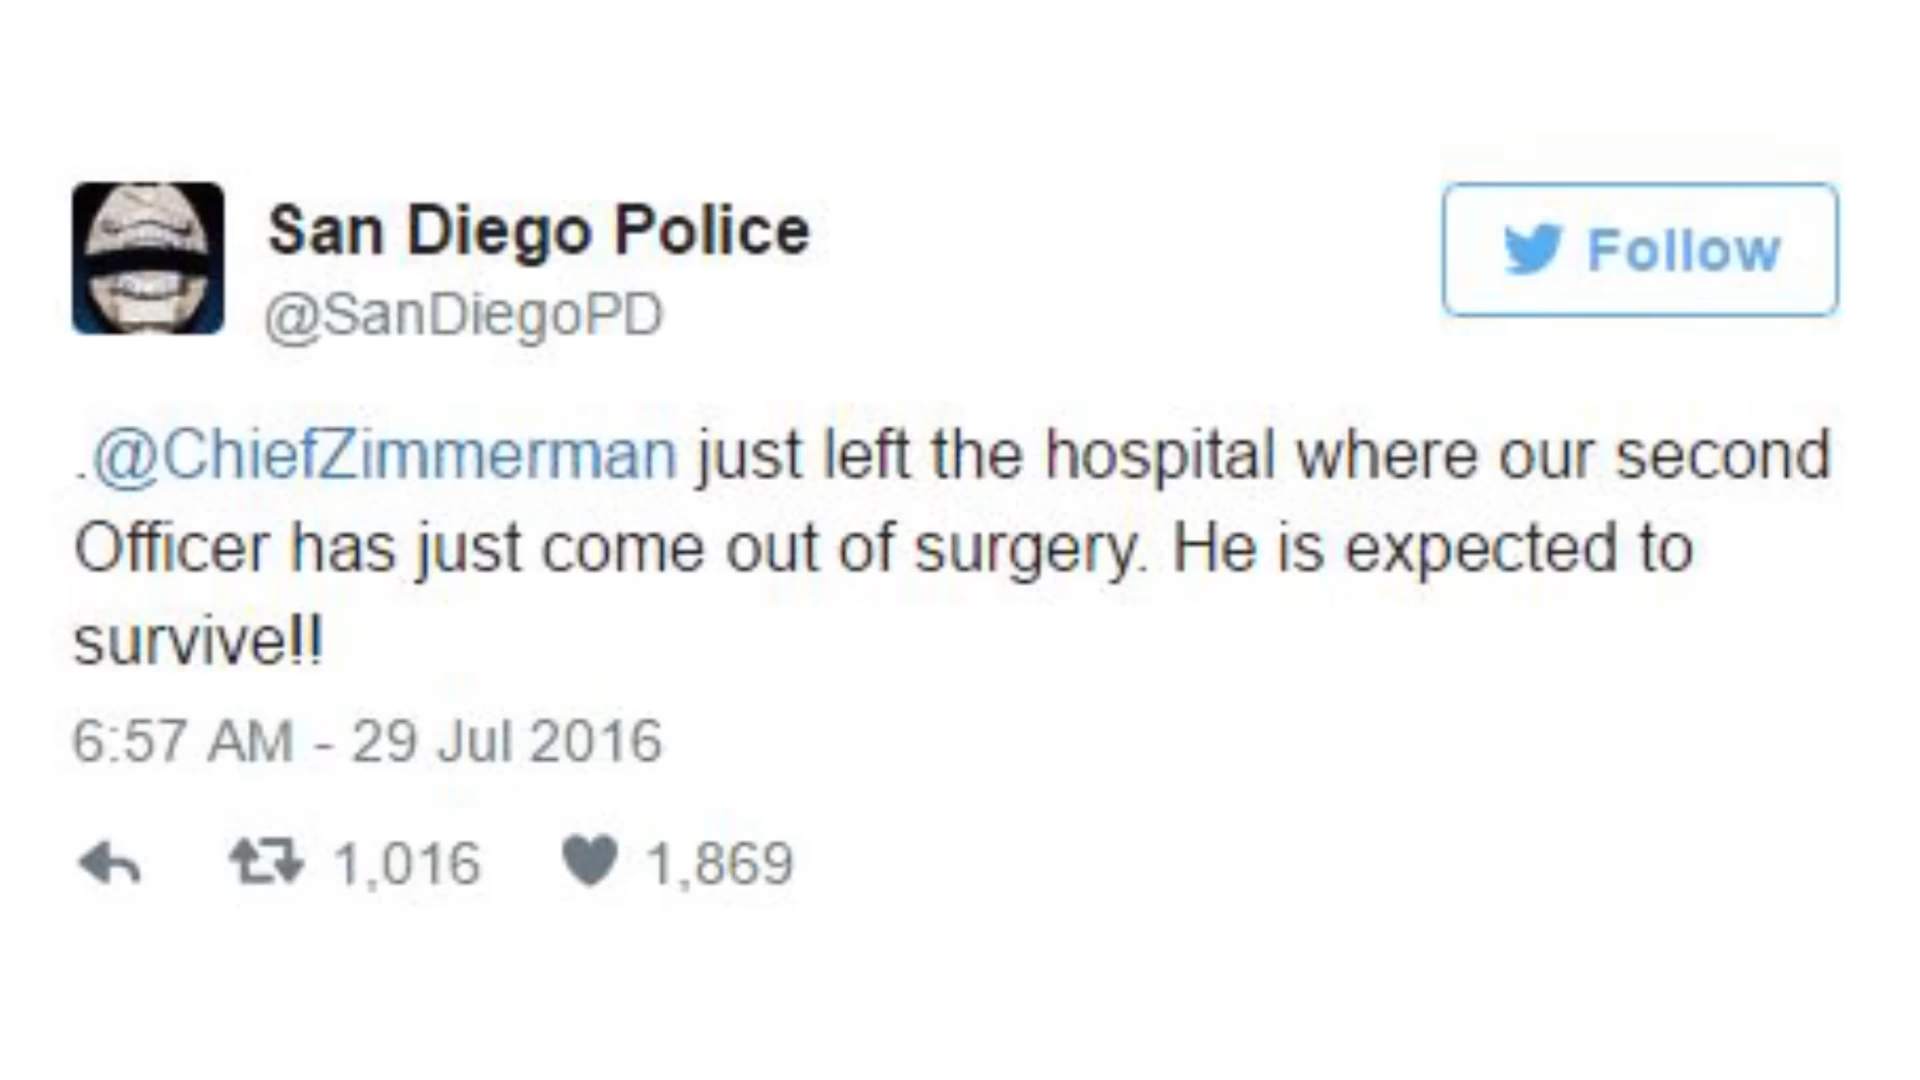 San Diego Police
@SanDiegoPD
Follow
.@ChiefZimmerman just left the hospital where our second
Officer has just come out of surgery. He is expected to
survive!!
6:57 AM - 29 Jul 2016
1,016 1,869